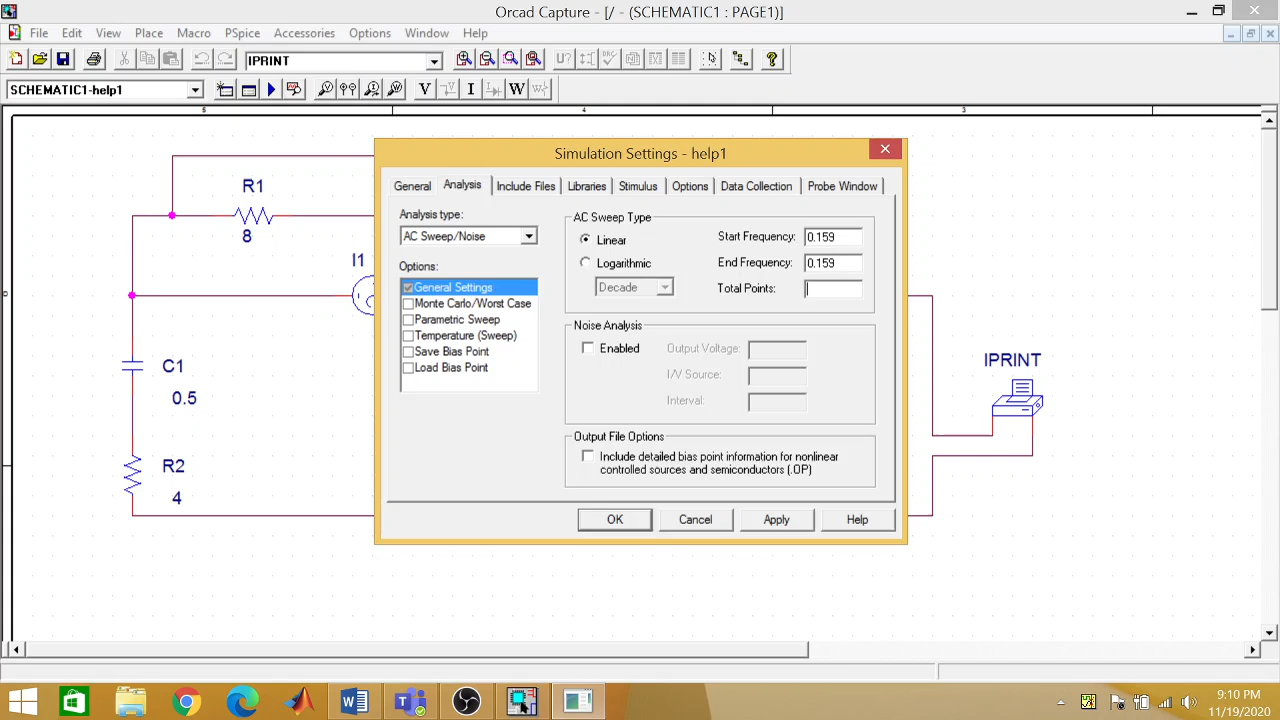 Orcad Capture - [/ - (SCHEMATIC1 : PAGE1)]
File Edit View Place Macro PSpice Accessories Options Window Help
U? DRC
IPRINT
SCHEMATIC1-help1
V I W
5 4 3
Simulation Settings - help1
General Analysis Include Files Libraries Stimulus Options Data Collection Probe Window
Analysis type:
AC Sweep/Noise
Options:
General Settings
Monte Carlo/Worst Case
Parametric Sweep
Temperature (Sweep)
Save Bias Point
Load Bias Point
AC Sweep Type
Linear
Logarithmic
Decade
Start Frequency: 0.159
End Frequency: 0.159
Total Points:
Noise Analysis
Enabled
Output Voltage:
I/V Source:
Interval:
Output File Options
Include detailed bias point information for nonlinear
controlled sources and semiconductors (.OP)
OK Cancel Apply Help
R1
8
I1
C1
0.5
R2
4
IPRINT
9:10 PM
11/19/2020